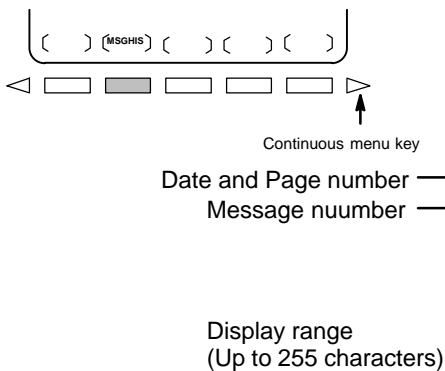 MSGHIS
Continuous menu key
Date and Page number
Message nuumber
Display range
(Up to 255 characters)